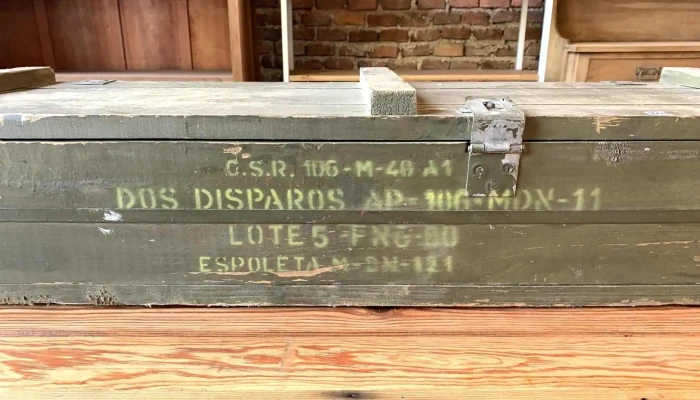 C.S.R. 106-M-40 A1
DOS DISPAROS AP-106-MDN-11
LOTE 5 - FNG-80
ESPOLETA M-DN-121